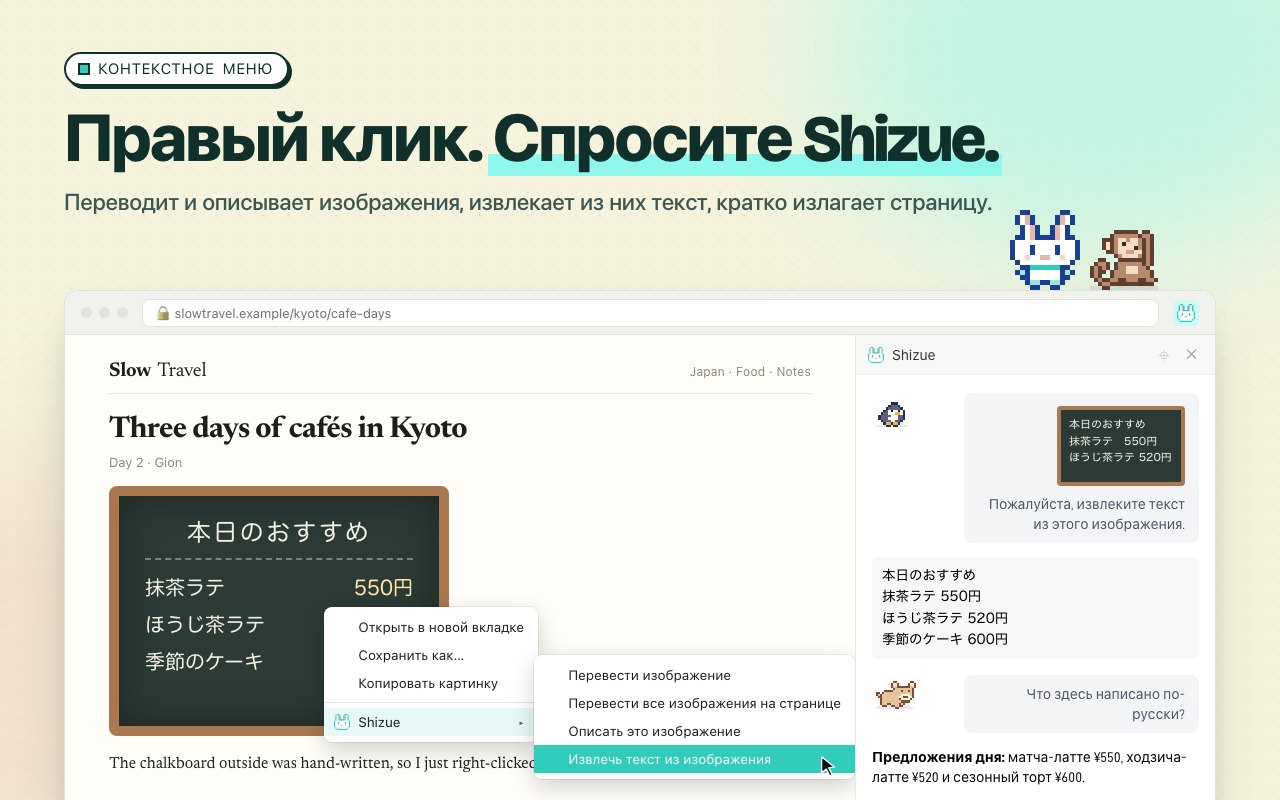 КОНТЕКСТНОЕ МЕНЮ
Правый клик. Спросите Shizue.
Переводит и описывает изображения, извлекает из них текст, кратко излагает страницу.
slowtravel.example/kyoto/cafe-days
Slow Travel
Japan · Food · Notes
Three days of cafés in Kyoto
Day 2 · Gion
本日のおすすめ
抹茶ラテ 550円
ほうじ茶ラテ
季節のケーキ
The chalkboard outside was hand-written, so I just right-clicked
Открыть в новой вкладке
Сохранить как...
Копировать картинку
Shizue
Перевести изображение
Перевести все изображения на странице
Описать это изображение
Извлечь текст из изображения
Shizue
本日のおすすめ
抹茶ラテ 550円
ほうじ茶ラテ 520円
Пожалуйста, извлеките текст
из этого изображения.
本日のおすすめ
抹茶ラテ 550円
ほうじ茶ラテ 520円
季節のケーキ 600円
Что здесь написано по-
русски?
Предложения дня: матча-латте ¥550, ходзича-
латте ¥520 и сезонный торт ¥600.